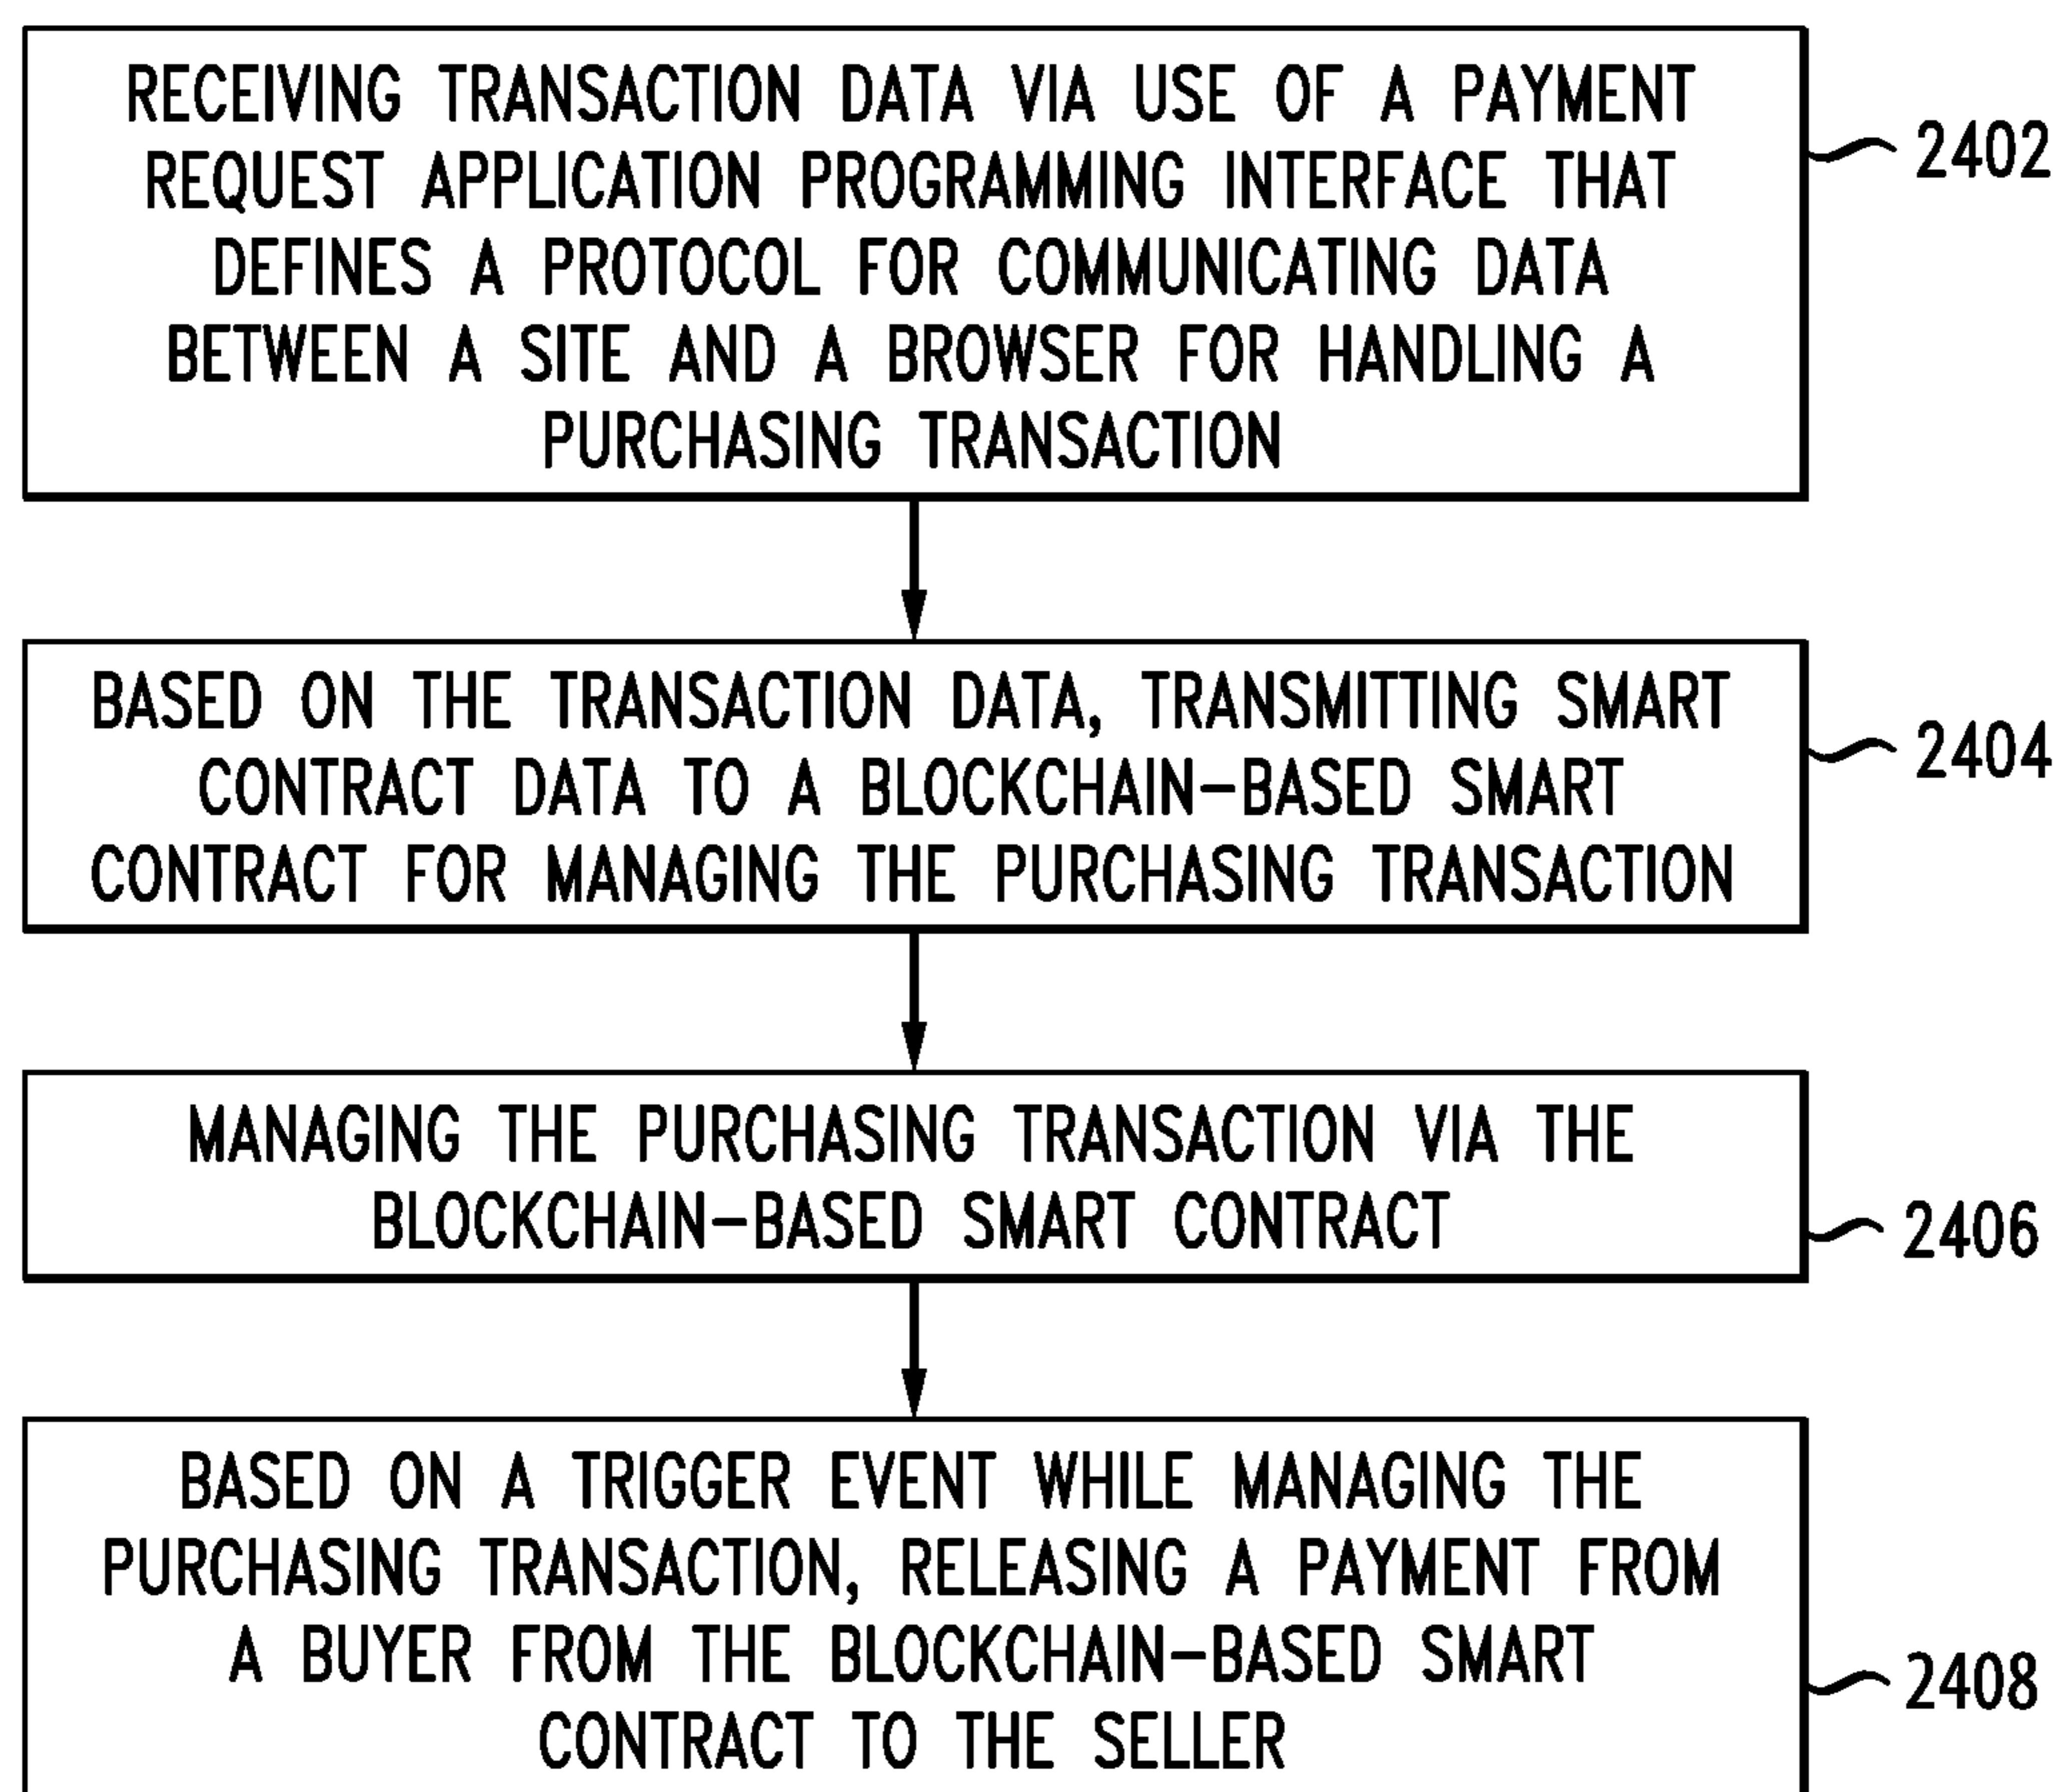 RECEIVING TRANSACTION DATA VIA USE OF A PAYMENT
REQUEST APPLICATION PROGRAMMING INTERFACE THAT
DEFINES A PROTOCOL FOR COMMUNICATING DATA
BETWEEN A SITE AND A BROWSER FOR HANDLING A
PURCHASING TRANSACTION
2402
BASED ON THE TRANSACTION DATA, TRANSMITTING SMART
CONTRACT DATA TO A BLOCKCHAIN-BASED SMART
CONTRACT FOR MANAGING THE PURCHASING TRANSACTION
2404
MANAGING THE PURCHASING TRANSACTION VIA THE
BLOCKCHAIN-BASED SMART CONTRACT
2406
BASED ON A TRIGGER EVENT WHILE MANAGING THE
PURCHASING TRANSACTION, RELEASING A PAYMENT FROM
A BUYER FROM THE BLOCKCHAIN-BASED SMART
CONTRACT TO THE SELLER
2408